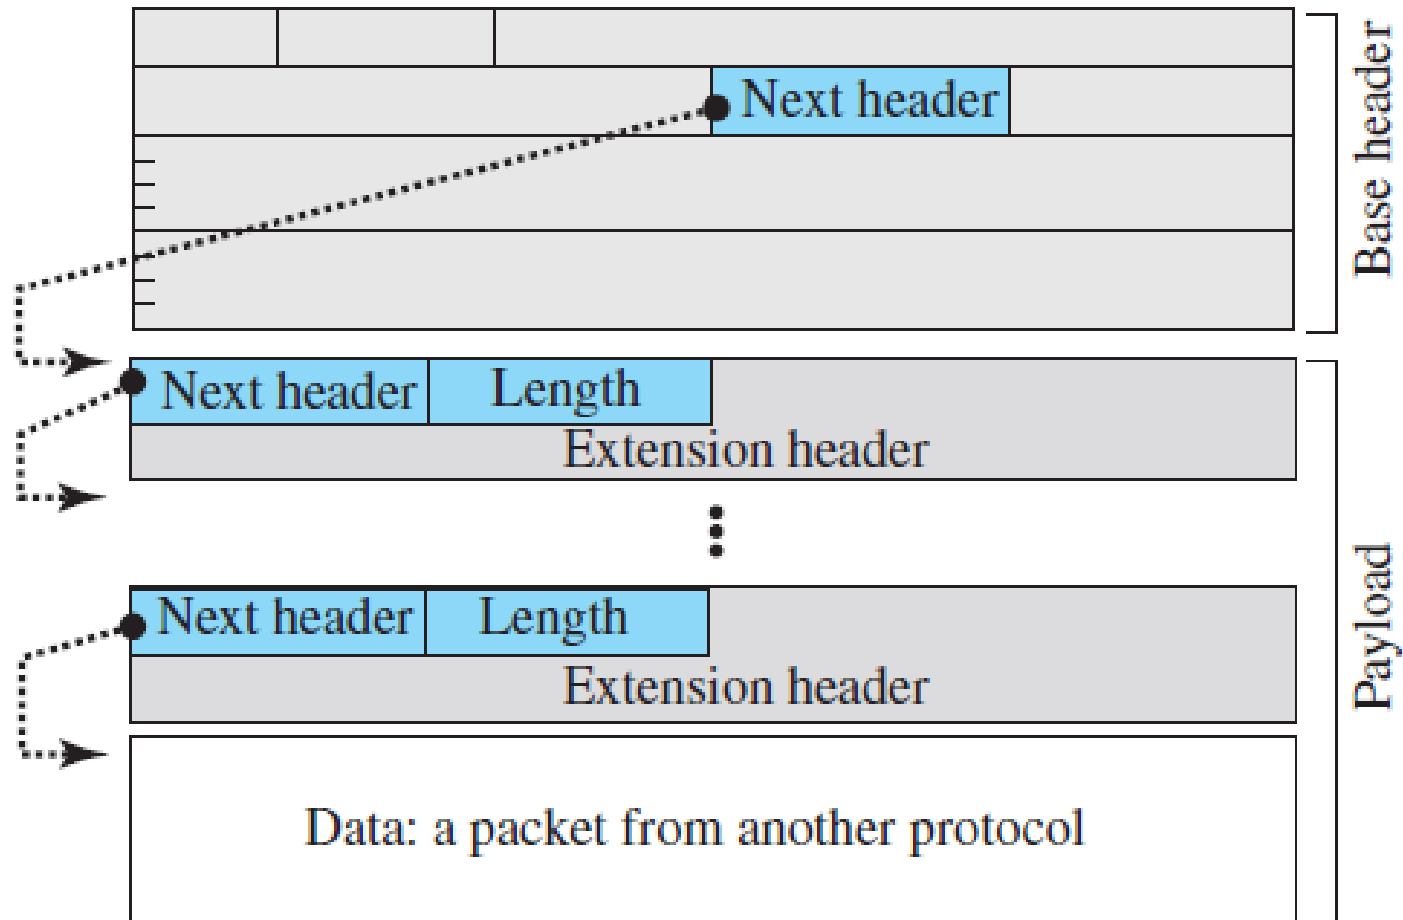 Next header
Base header
Next header
Length
Extension header
Next header
Length
Extension header
Payload
Data: a packet from another protocol